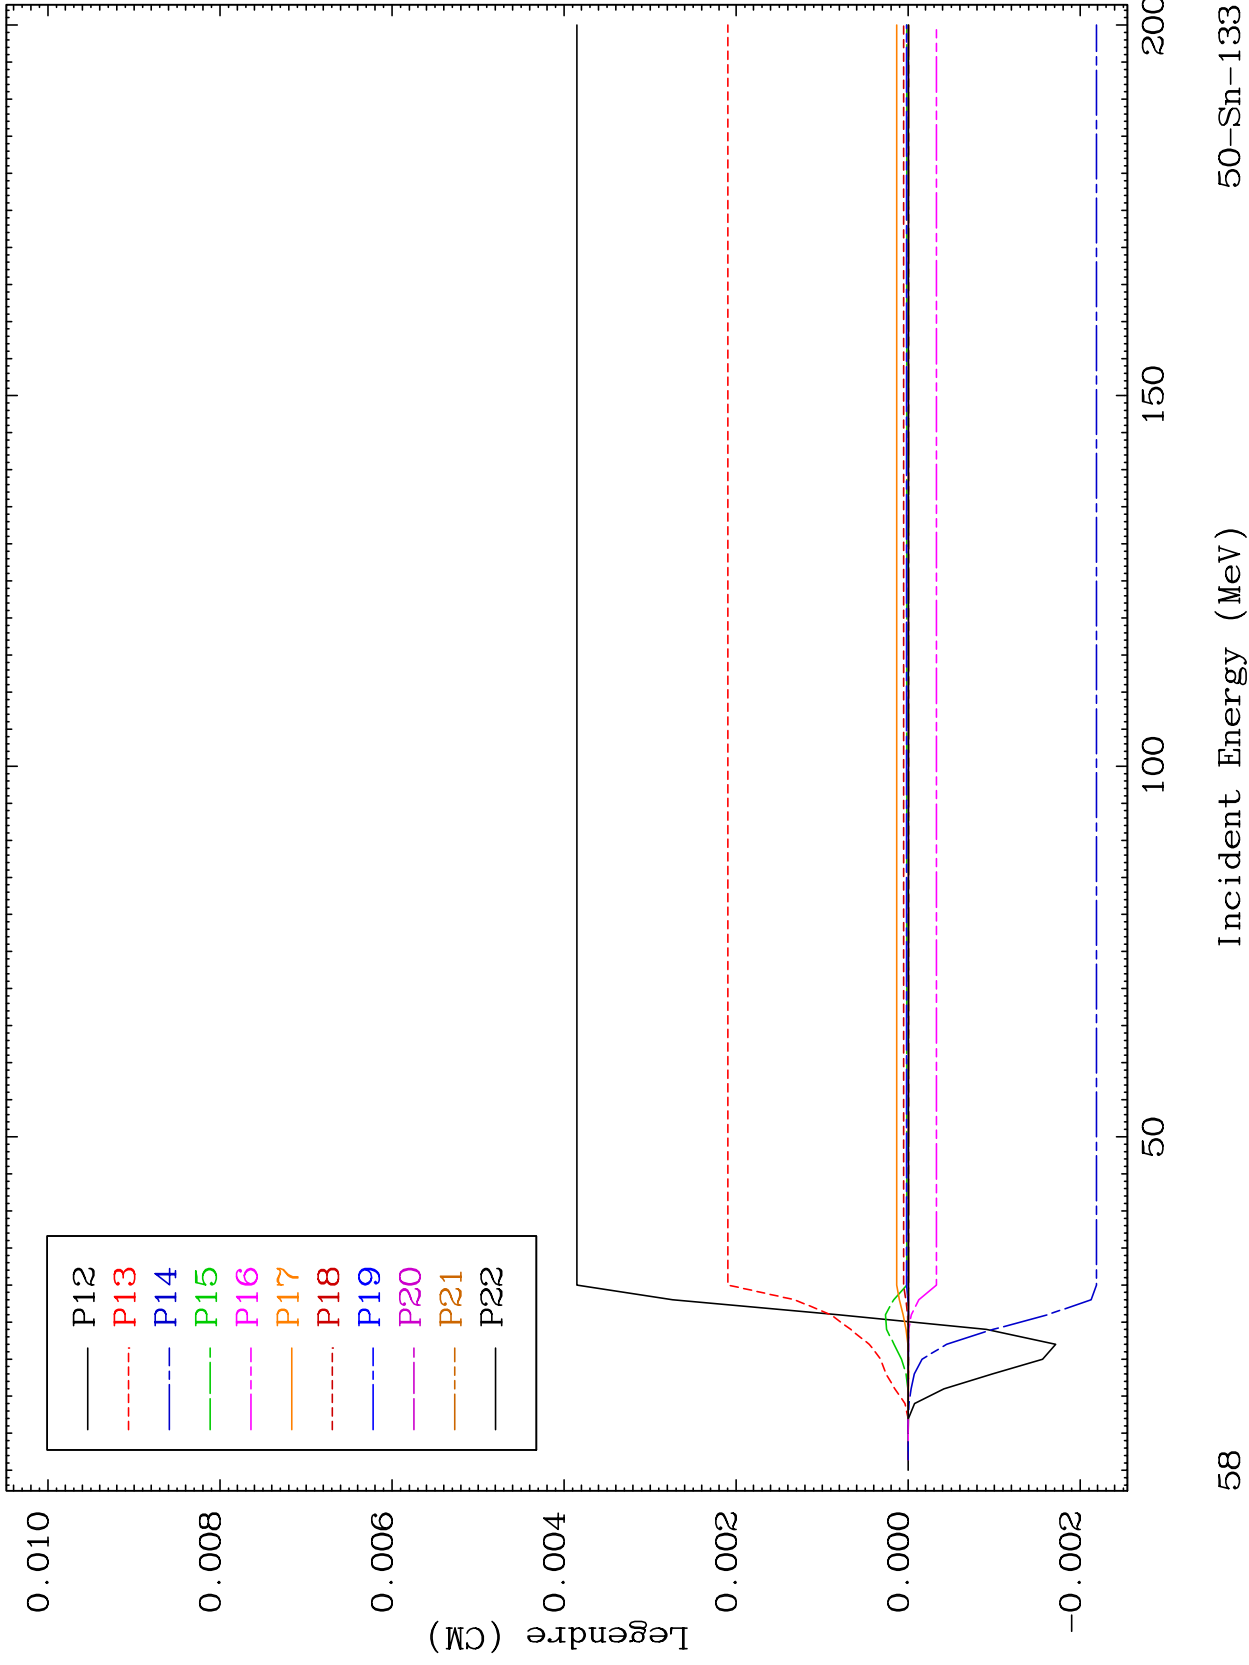 0.010
0.008
0.006
0.004
0.002
0.000
-0.002
Legendre (CM)
P12
P13
P14
P15
P16
P17
P18
P19
P20
P21
P22
50
100
150
200
58
Incident Energy (MeV)
50-Sn-133